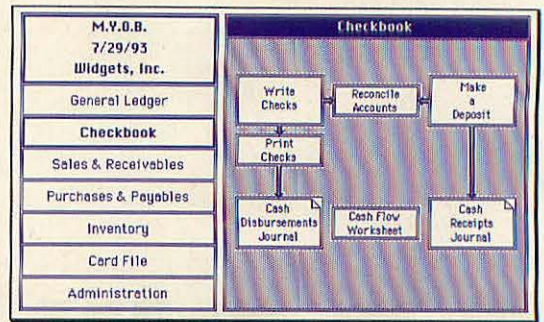 M.Y.O.B.
7/29/93
Widgets, Inc.
General Ledger
Checkbook
Sales & Receivables
Purchases & Payables
Inventory
Card File
Administration
Checkbook
Write
Checks
Reconcile
Accounts
Make
a
Deposit
Print
Checks
Cash
Disbursements
Journal
Cash Flow
Worksheet
Cash
Receipts
Journal